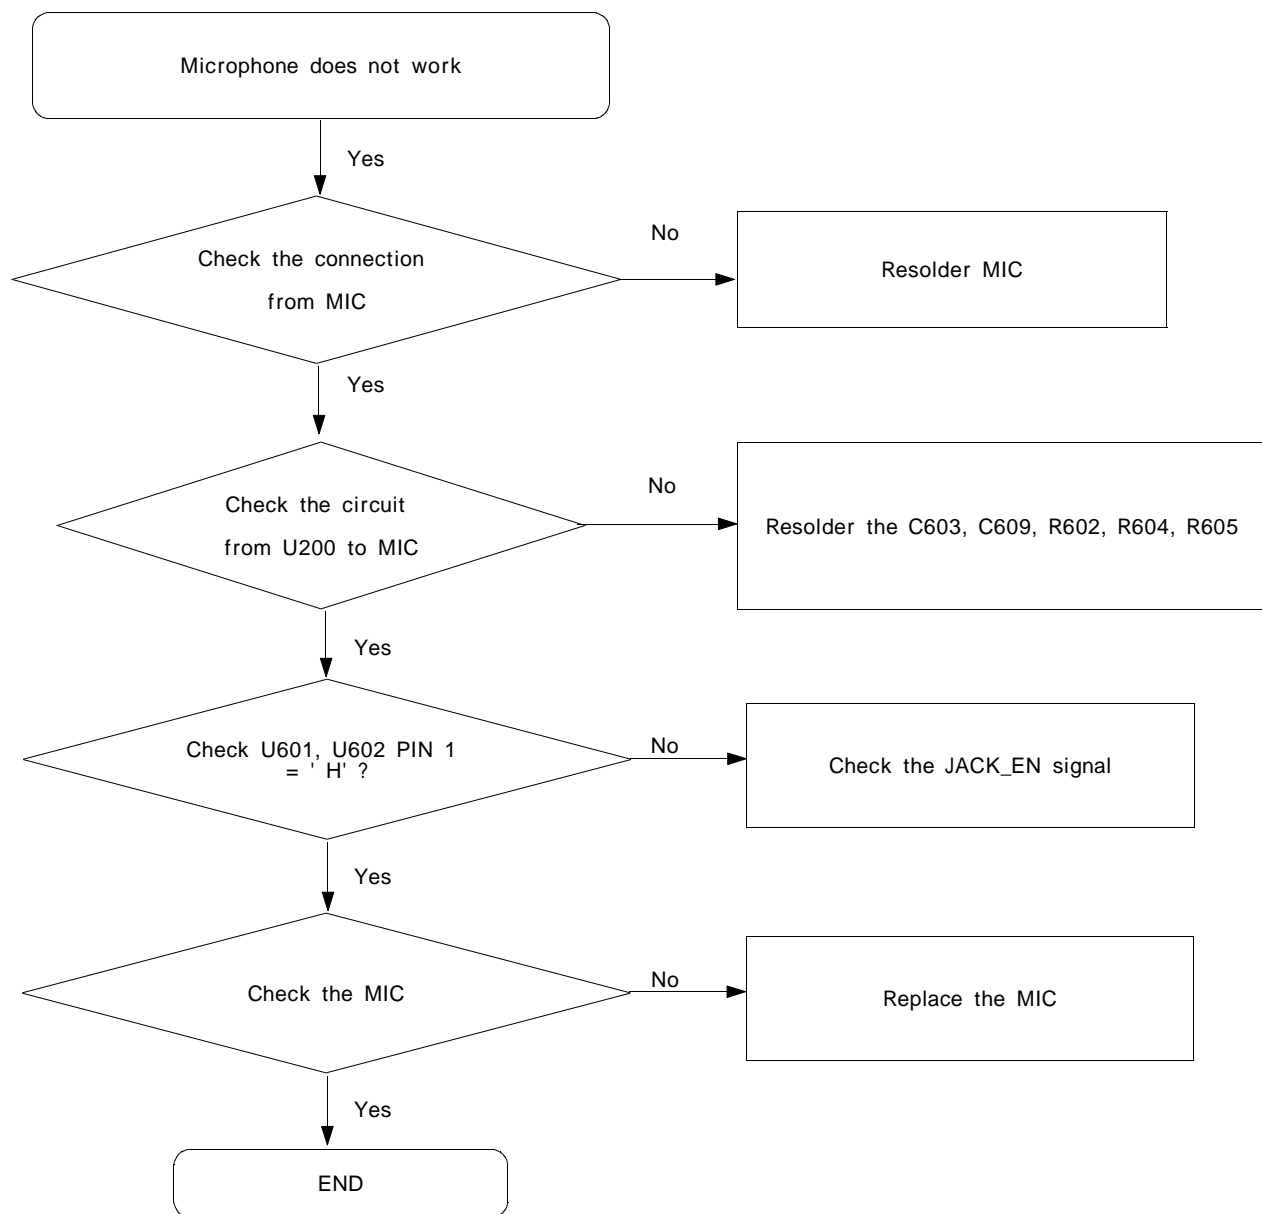 Microphone does not work
Yes
Check the connection
from MIC
No
Resolder MIC
Yes
Check the circuit
from U200 to MIC
No
Resolder the C603, C609, R602, R604, R605
Yes
Check U601, U602 PIN 1
= ' H' ?
No
Check the JACK_EN signal
Yes
Check the MIC
No
Replace the MIC
Yes
END